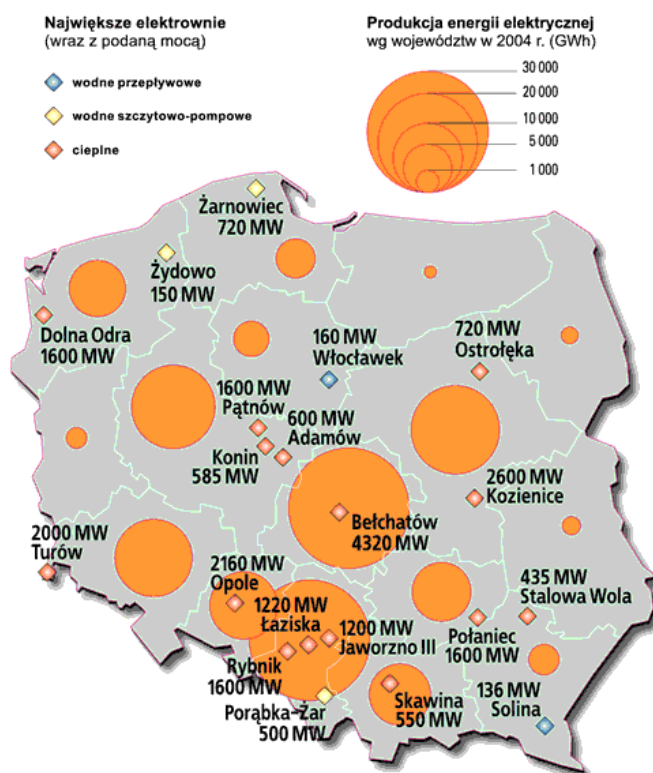 Największe elektrownie
(wraz z podaną mocą)
wodne przepływowe
wodne szczytowo-pompowe
cieplne
Produkcja energii elektrycznej
wg województw w 2004 r. (GWh)
30 000
20 000
10 000
5 000
1 000
Żarnowiec
720 MW
Żydowo
150 MW
Dolna Odra
1600 MW
160 MW
Włocławek
720 MW
Ostrołęka
1600 MW
Pątnów
600 MW
Adamów
Konin
585 MW
2600 MW
Kozienice
Bełchatów
4320 MW
2000 MW
Turów
2160 MW
Opole
1220 MW
Łaziska
1200 MW
Jaworzno III
435 MW
Stalowa Wola
Połaniec
1600 MW
Rybnik
1600 MW
Porąbka-Żar
500 MW
Skawina
550 MW
136 MW
Solina